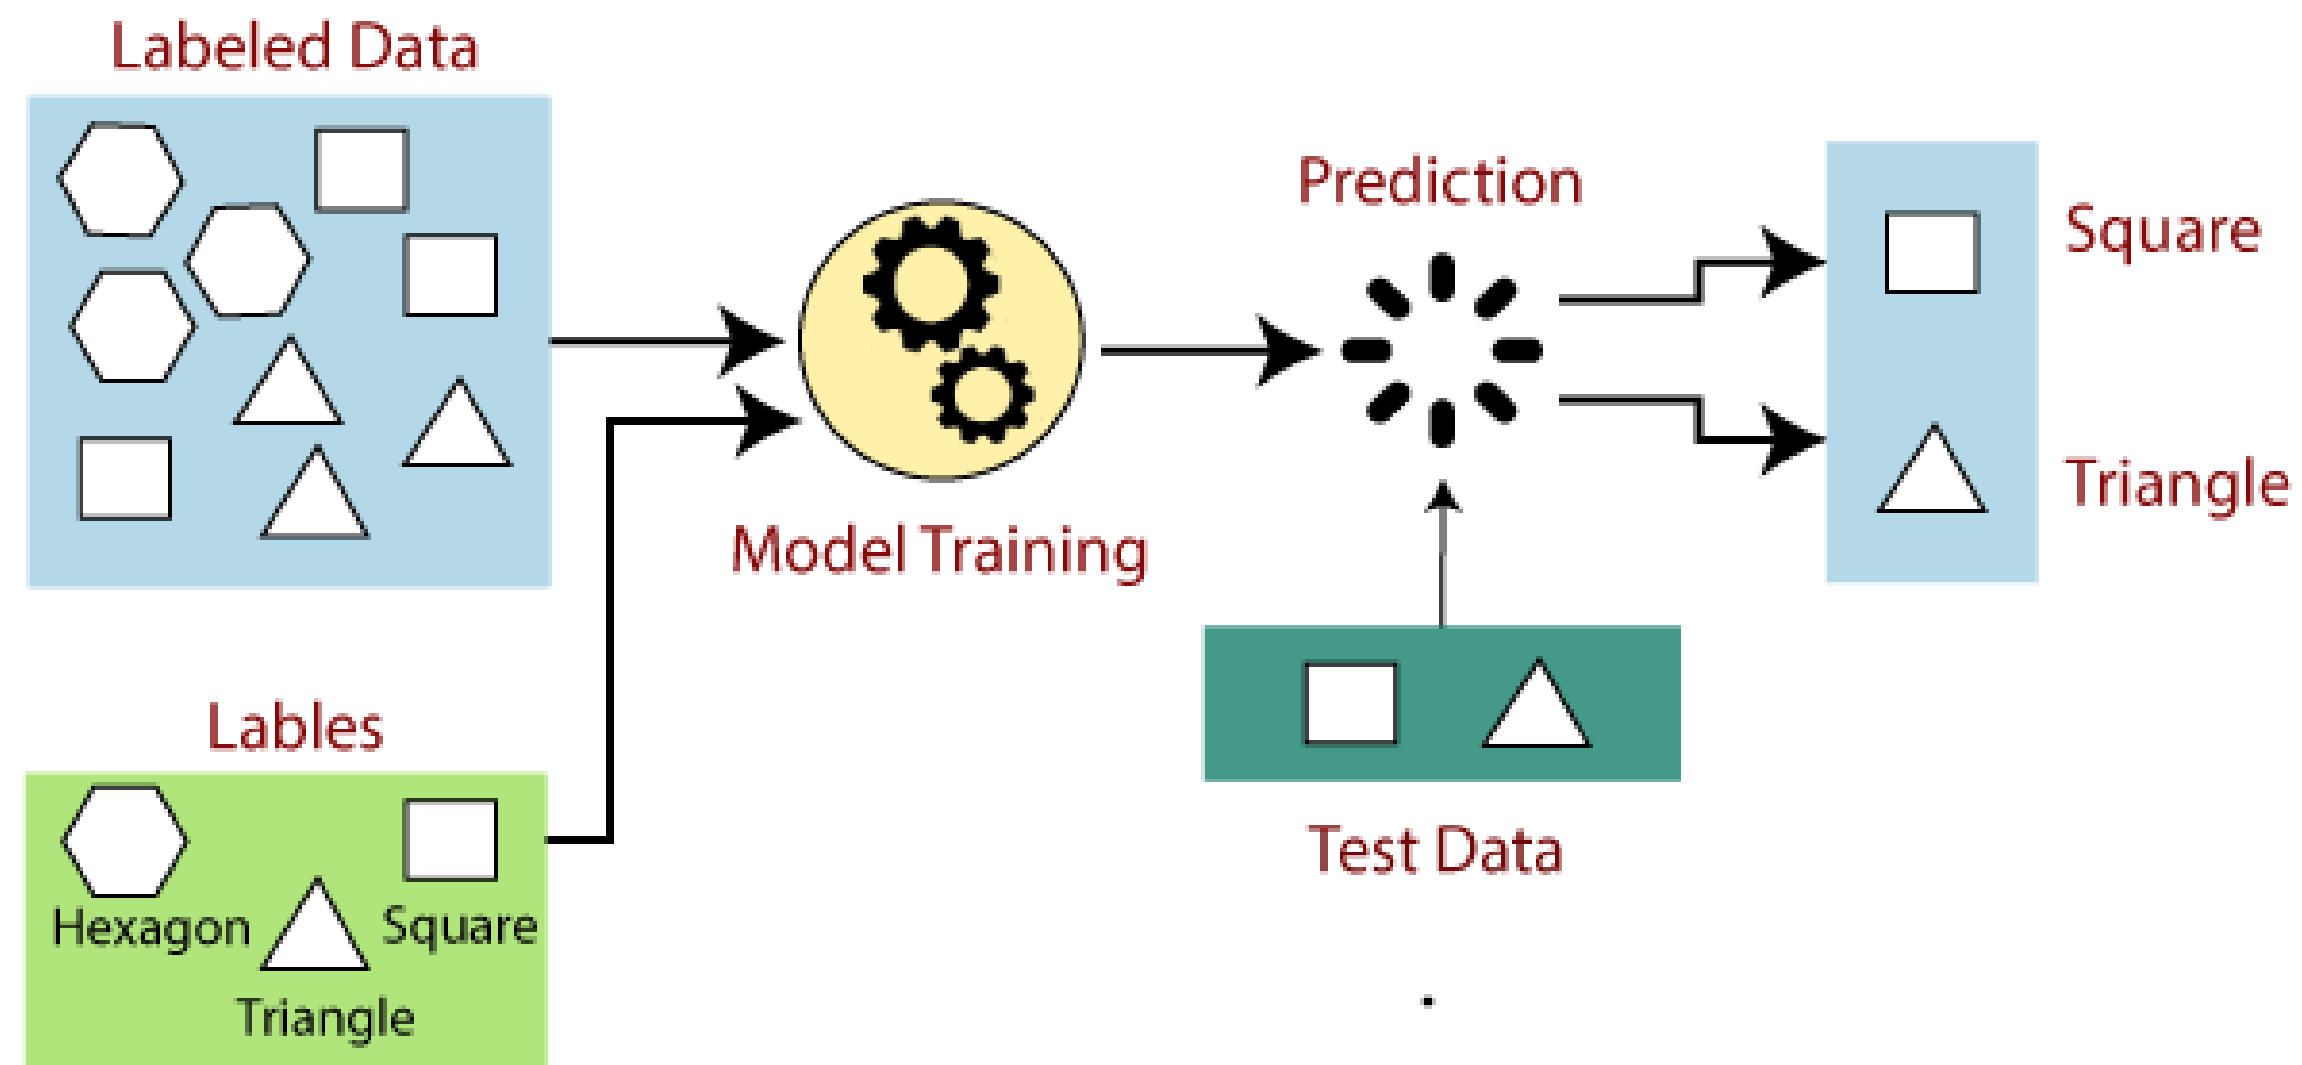 Labeled Data
Prediction
Square
Triangle
Model Training
Lables
Hexagon
Square
Triangle
Test Data